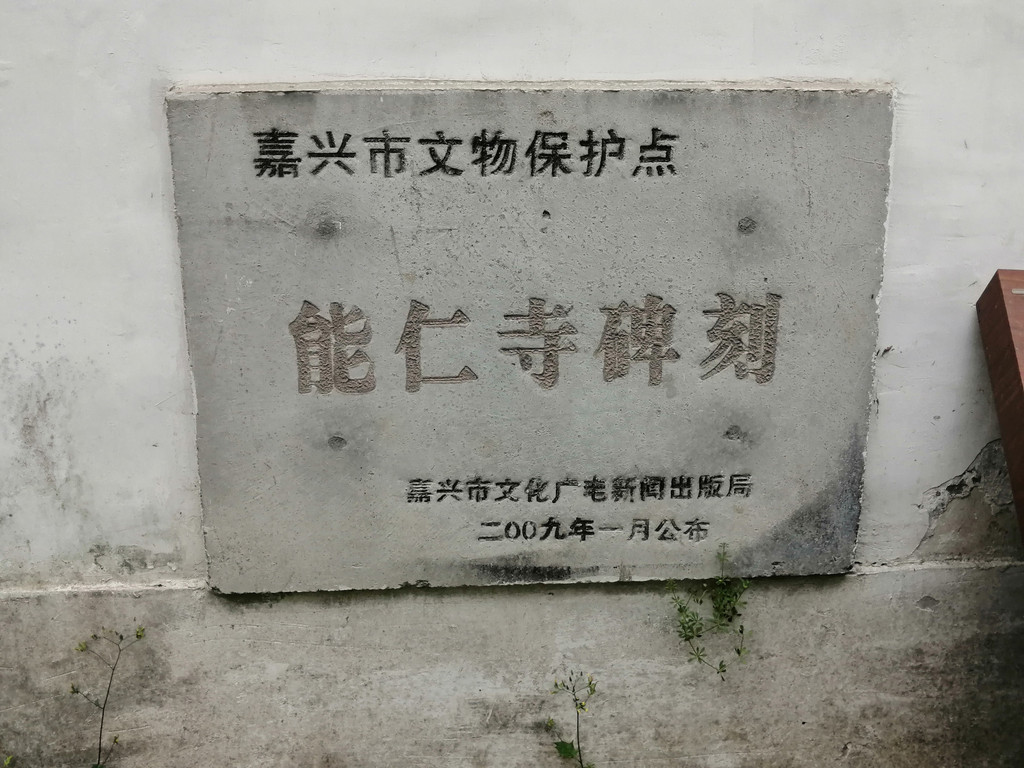 嘉兴市文物保护点
能仁寺碑刻
嘉兴市文化广电新闻出版局
二00九年一月公布